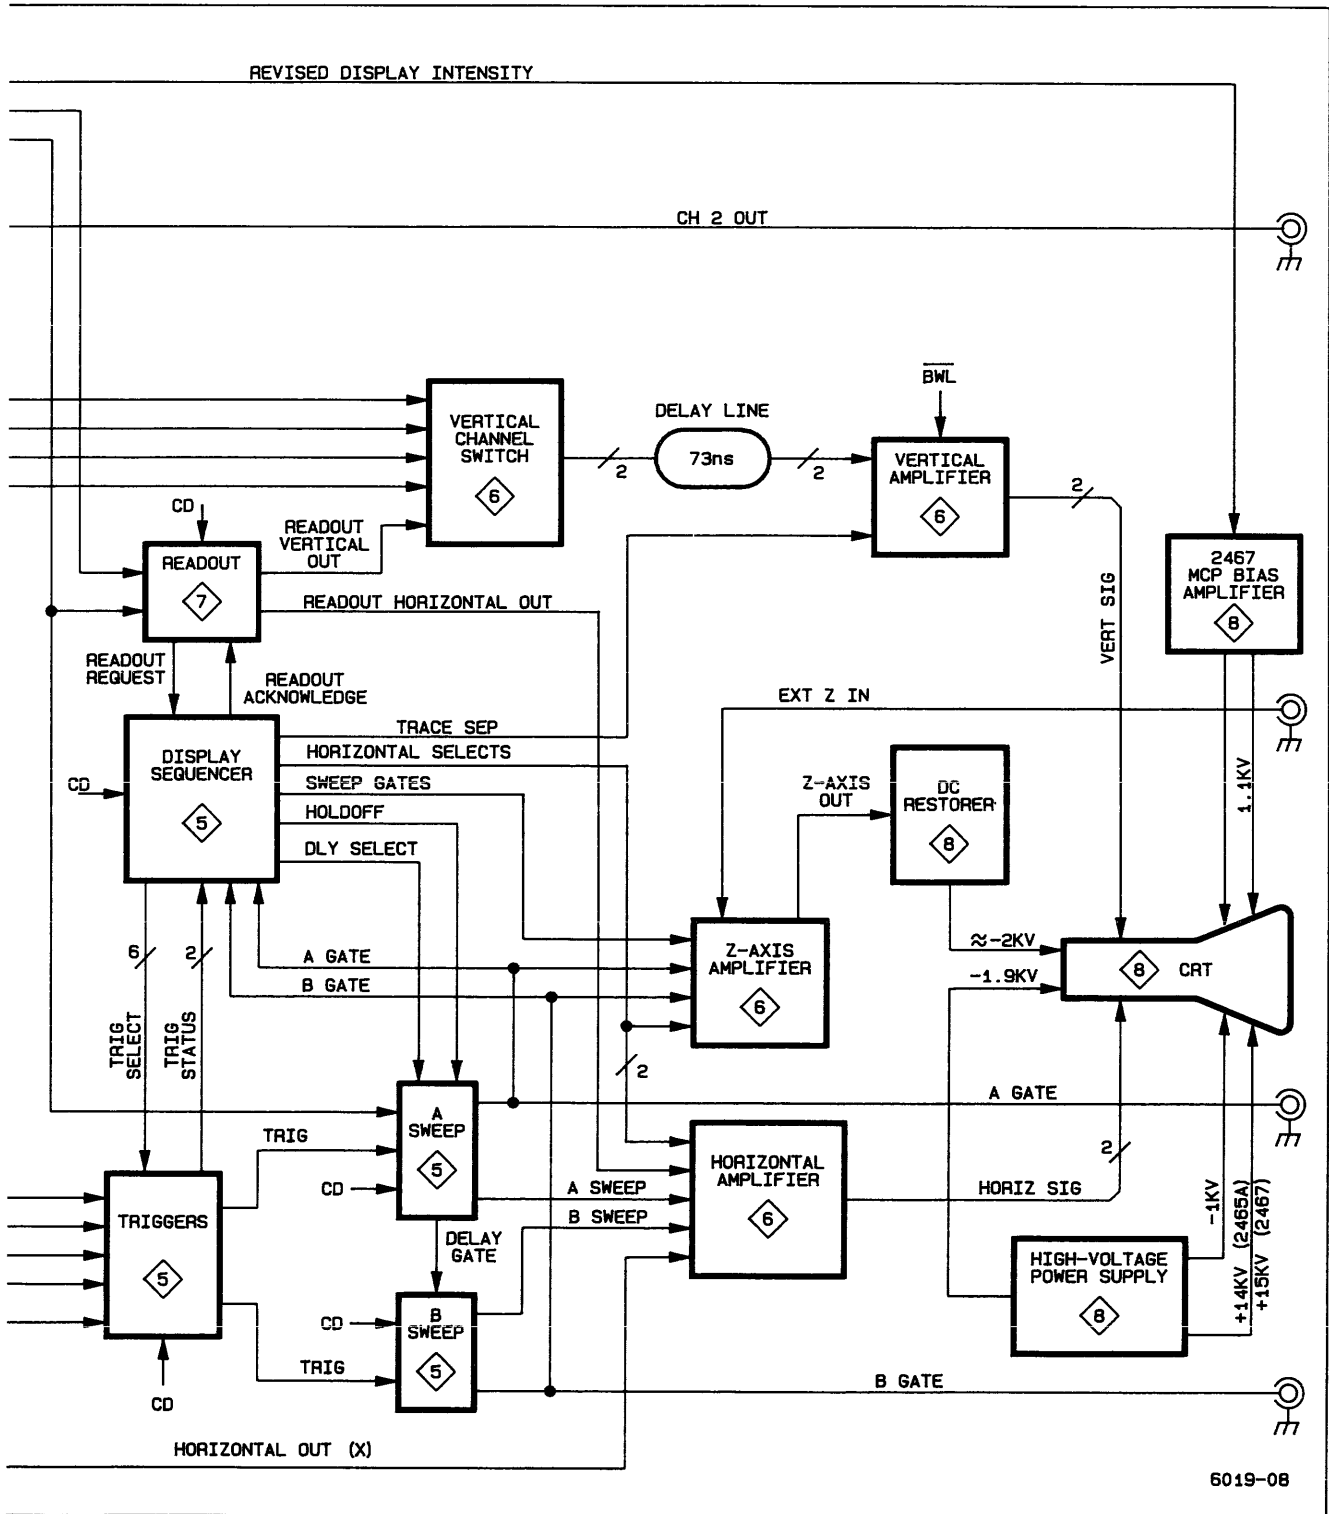 REVISED DISPLAY INTENSITY
CH 2 OUT
BWL
DELAY LINE
VERTICAL
CHANNEL
SWITCH
6
2
73ns
2
VERTICAL
AMPLIFIER
6
2
CD
READOUT
VERTICAL
OUT
READOUT
7
READOUT HORIZONTAL OUT
2467
MCP BIAS
AMPLIFIER
8
VERT SIG
READOUT
REQUEST
READOUT
ACKNOWLEDGE
EXT Z IN
TRACE SEP
HORIZONTAL SELECTS
SWEEP GATES
HOLDOFF
DLY SELECT
DISPLAY
SEQUENCER
5
CD
Z-AXIS
OUT
DC
RESTORER
8
1.1KV
6
2
A GATE
B GATE
TRIG
SELECT
TRIG
STATUS
Z-AXIS
AMPLIFIER
6
≈-2KV
-1.9KV
8
CRT
2
A GATE
A
SWEEP
5
TRIG
CD
HORIZONTAL
AMPLIFIER
6
A SWEEP
B SWEEP
2
HORIZ SIG
TRIGGERS
5
DELAY
GATE
-1KV
+14KV (2465A)
+15KV (2467)
HIGH-VOLTAGE
POWER SUPPLY
8
CD
B
SWEEP
5
TRIG
CD
B GATE
HORIZONTAL OUT (X)
6019-08